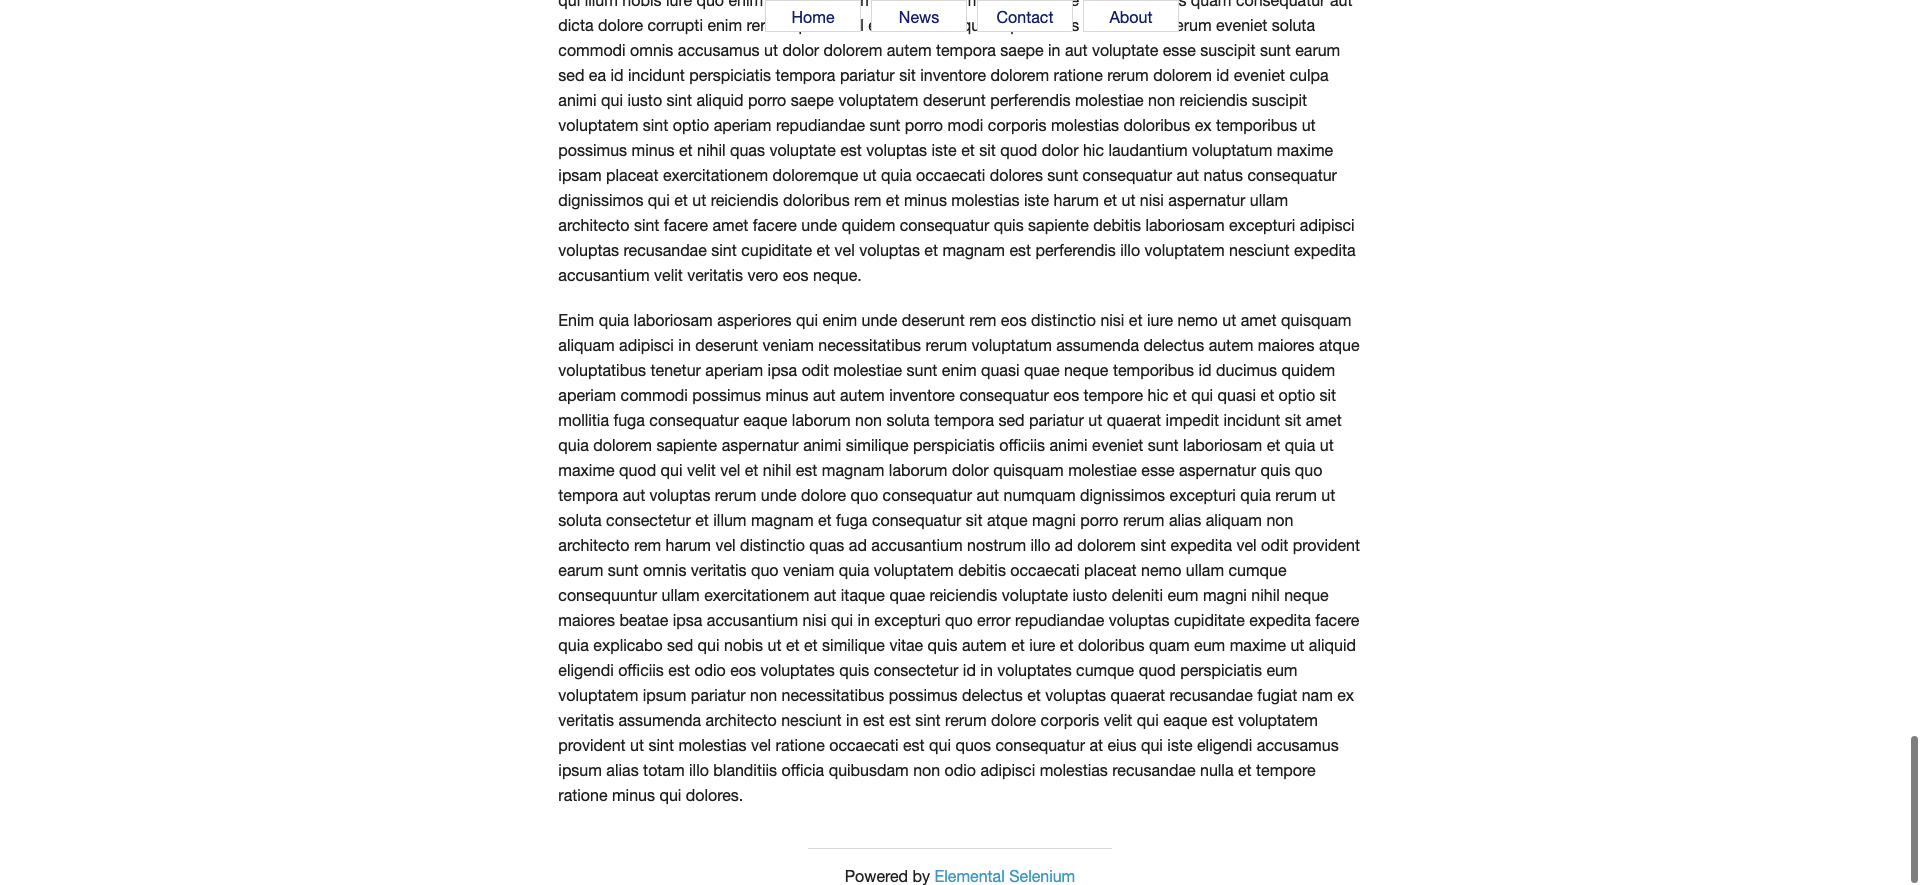 Home News Contact About
dicta dolore corrupti enim
erum eveniet soluta
commodi omnis accusamus ut dolor dolorem autem tempora saepe in aut voluptate esse suscipit sunt earum
sed ea id incidunt perspiciatis tempora pariatur sit inventore dolorem ratione rerum dolorem id eveniet culpa
animi qui iusto sint aliquid porro saepe voluptatem deserunt perferendis molestiae non reiciendis suscipit
voluptatem sint optio aperiam repudiandae sunt porro modi corporis molestias doloribus ex temporibus ut
possimus minus et nihil quas voluptate est voluptas iste et sit quod dolor hic laudantium voluptatum maxime
ipsam placeat exercitationem doloremque ut quia occaecati dolores sunt consequatur aut natus consequatur
dignissimos qui et ut reiciendis doloribus rem et minus molestias iste harum et ut nisi aspernatur ullam
architecto sint facere amet facere unde quidem consequatur quis sapiente debitis laboriosam excepturi adipisci
voluptas recusandae sint cupiditate et vel voluptas et magnam est perferendis illo voluptatem nesciunt expedita
accusantium velit veritatis vero eos neque.
Enim quia laboriosam asperiores qui enim unde deserunt rem eos distinctio nisi et iure nemo ut amet quisquam
aliquam adipisci in deserunt veniam necessitatibus rerum voluptatum assumenda delectus autem maiores atque
voluptatibus tenetur aperiam ipsa odit molestiae sunt enim quasi quae neque temporibus id ducimus quidem
aperiam commodi possimus minus aut autem inventore consequatur eos tempore hic et qui quasi et optio sit
mollitia fuga consequatur eaque laborum non soluta tempora sed pariatur ut quaerat impedit incidunt sit amet
quia dolorem sapiente aspernatur animi similique perspiciatis officiis animi eveniet sunt laboriosam et quia ut
maxime quod qui velit vel et nihil est magnam laborum dolor quisquam molestiae esse aspernatur quis quo
tempora aut voluptas rerum unde dolore quo consequatur aut numquam dignissimos excepturi quia rerum ut
soluta consectetur et illum magnam et fuga consequatur sit atque magni porro rerum alias aliquam non
architecto rem harum vel distinctio quas ad accusantium nostrum illo ad dolorem sint expedita vel odit provident
earum sunt omnis veritatis quo veniam quia voluptatem debitis occaecati placeat nemo ullam cumque
consequuntur ullam exercitationem aut itaque quae reiciendis voluptate iusto deleniti eum magni nihil neque
maiores beatae ipsa accusantium nisi qui in excepturi quo error repudiandae voluptas cupiditate expedita facere
quia explicabo sed qui nobis ut et et similique vitae quis autem et iure et doloribus quam eum maxime ut aliquid
eligendi officiis est odio eos voluptates quis consectetur id in voluptates cumque quod perspiciatis eum
voluptatem ipsum pariatur non necessitatibus possimus delectus et voluptas quaerat recusandae fugiat nam ex
veritatis assumenda architecto nesciunt in est est sint rerum dolore corporis velit qui eaque est voluptatem
provident ut sint molestias vel ratione occaecati est qui quos consequatur at eius qui iste eligendi accusamus
ipsum alias totam illo blanditiis officia quibusdam non odio adipisci molestias recusandae nulla et tempore
ratione minus qui dolores.
Powered by Elemental Selenium